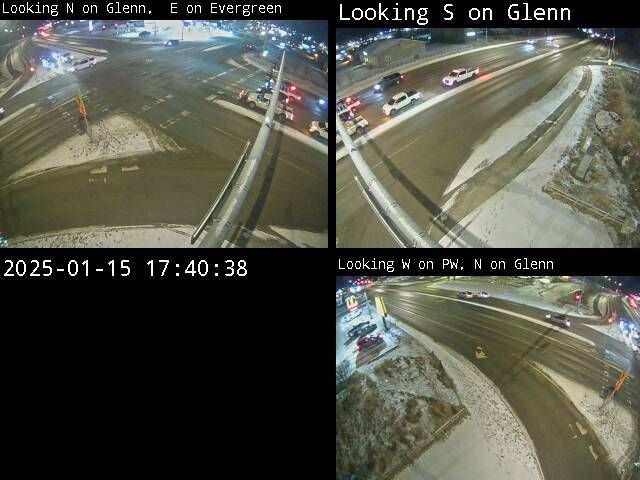 Looking N on Glenn,  E on Evergreen
Looking S on Glenn
2025-01-15 17:40:38
Looking W on PW, N on Glenn